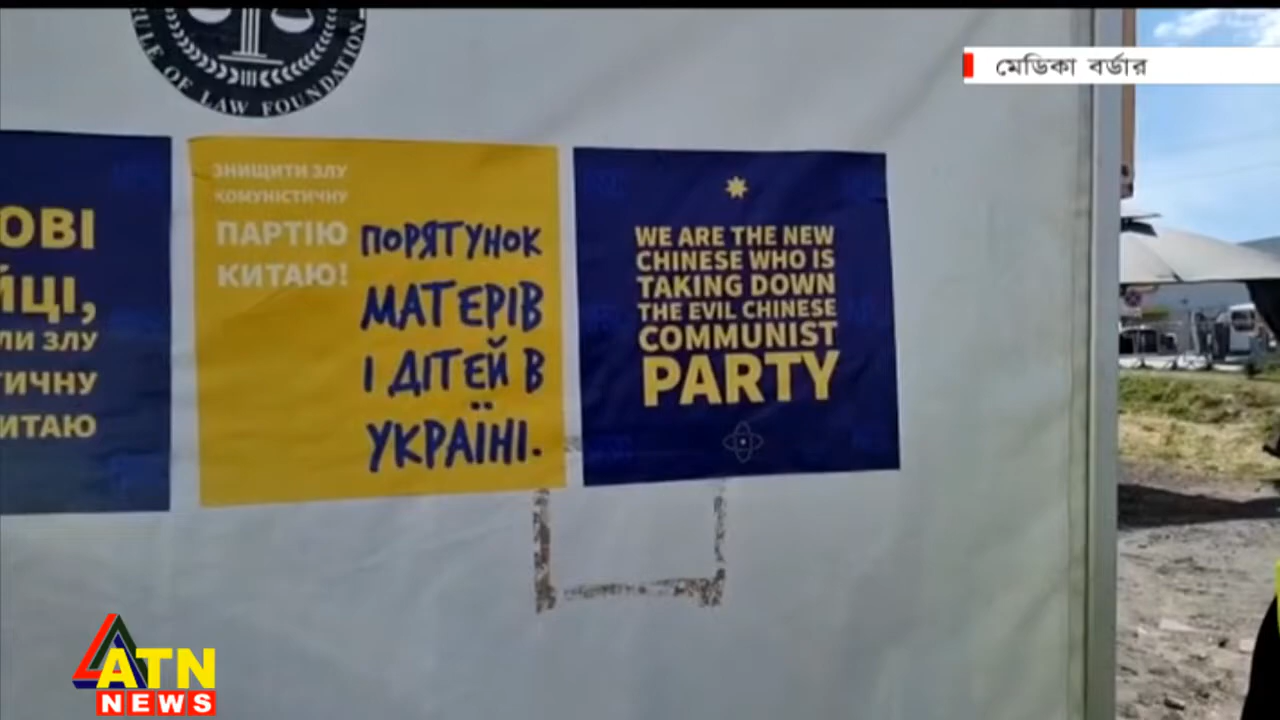 RULE OF LAW FOUNDATION
মেডিকা বর্ডার
ОВІ
ЙЦІ,
ЛИ ЗЛУ
ТИЧНУ
ИТАЮ
ЗНИЩИТИ ЗЛУ
КОМУНІСТИЧНУ
ПАРТІЮ
КИТАЮ!
ПОРЯТУНОК
МАТЕРІВ
І ДІТЕЙ В
УКРАЇНІ.
WE ARE THE NEW
CHINESE WHO IS
TAKING DOWN
THE EVIL CHINESE
COMMUNIST
PARTY
ATN
NEWS